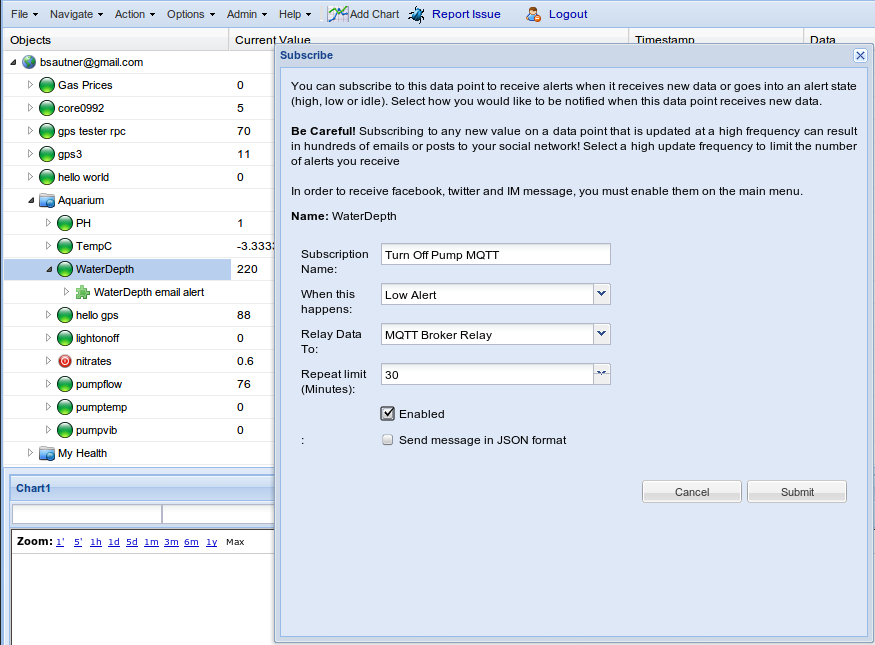 File Navigate Action Options Admin Help Add Chart Report Issue Logout
Objects Current Value Timestamp Data
bsautner@gmail.com
Gas Prices 0
core0992 5
gps tester rpc 70
gps3 11
hello world 0
Aquarium
PH 1
TempC -3.3333
WaterDepth 220
WaterDepth email alert
hello gps 88
lightonoff 0
nitrates 0.6
pumpflow 76
pumptemp 0
pumpvib 0
My Health
Chart1
Zoom: 1' 5' 1h 1d 5d 1m 3m 6m 1y Max
Subscribe
You can subscribe to this data point to receive alerts when it receives new data or goes into an alert state
(high, low or idle). Select how you would like to be notified when this data point receives new data.
Be Careful! Subscribing to any new value on a data point that is updated at a high frequency can result
in hundreds of emails or posts to your social network! Select a high update frequency to limit the number
of alerts you receive
In order to receive facebook, twitter and IM message, you must enable them on the main menu.
Name: WaterDepth
Subscription
Name:
Turn Off Pump MQTT
When this
happens:
Low Alert
Relay Data
To:
MQTT Broker Relay
Repeat limit
(Minutes):
30
Enabled
: Send message in JSON format
Cancel Submit